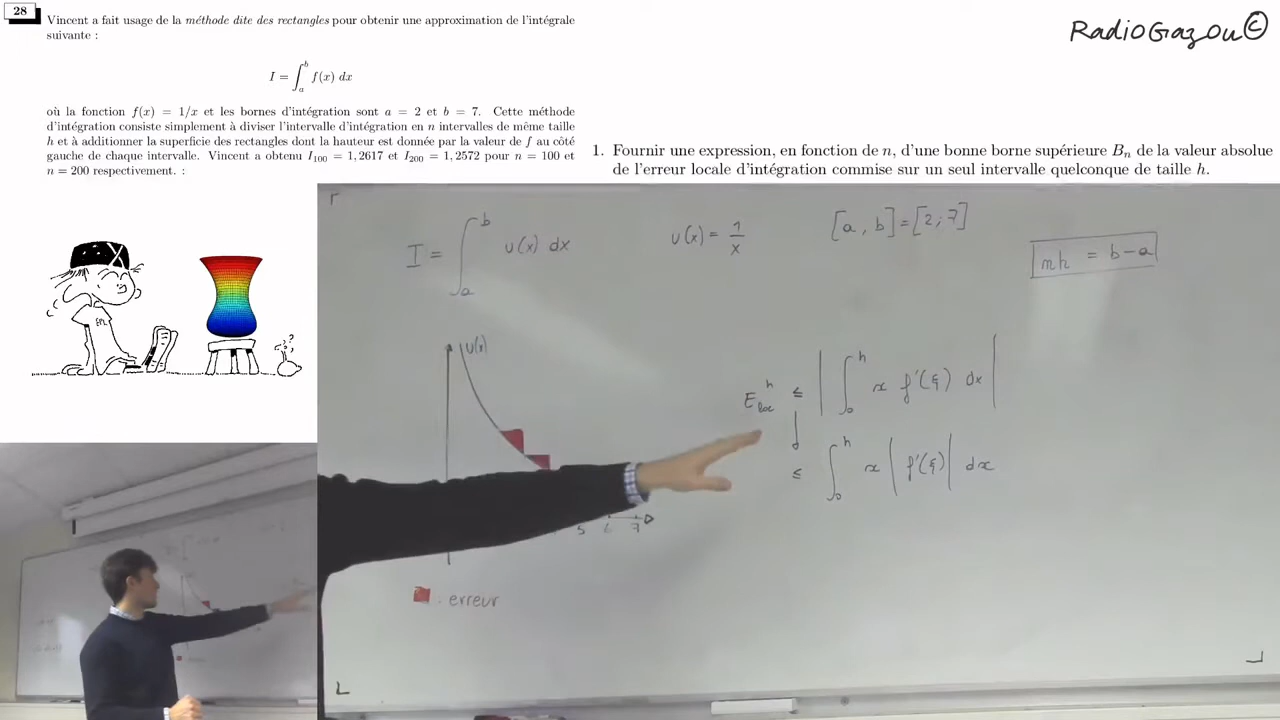 28
Vincent a fait usage de la méthode dite des rectangles pour obtenir une approximation de l'intégrale
suivante :
I = ∫_a^b f(x) dx
où la fonction f(x) = 1/x et les bornes d'intégration sont a = 2 et b = 7. Cette méthode
d'intégration consiste simplement à diviser l'intervalle d'intégration en n intervalles de même taille
h et à additionner la superficie des rectangles dont la hauteur est donnée par la valeur de f au côté
gauche de chaque intervalle. Vincent a obtenu I_100 = 1,2617 et I_200 = 1,2572 pour n = 100 et
n = 200 respectivement. :
RadioGazou ©
1. Fournir une expression, en fonction de n, d'une bonne borne supérieure B_n de la valeur absolue
de l'erreur locale d'intégration commise sur un seul intervalle quelconque de taille h.
I = ∫_a^b u(x) dx
u(x) = 1/x
[a, b] = [2; 7]
nh = b-a
u(x)
5 6 7
: erreur
E_loc^h ≤ | ∫_0^h x f'(ξ) dx |
≤ ∫_0^h x | f'(ξ) | dx
EPL